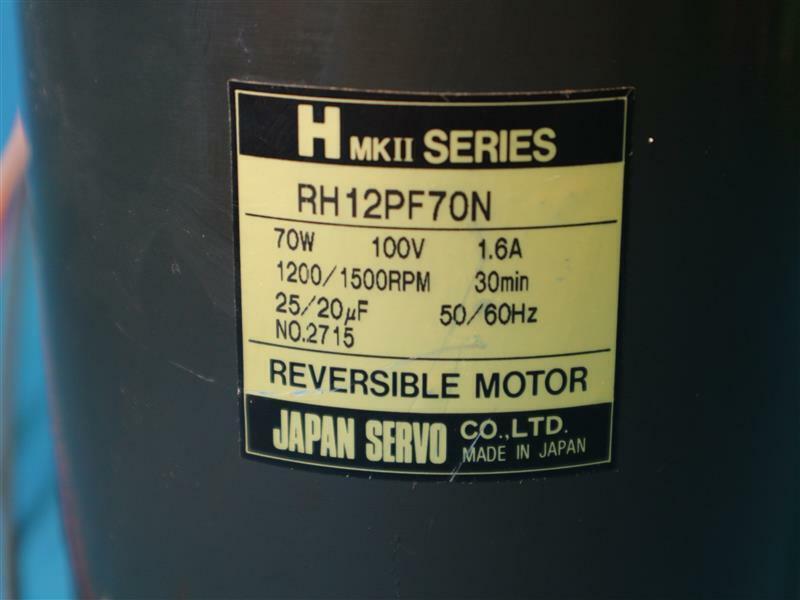 H MKII SERIES
RH12PF70N
70W 100V 1.6A
1200/1500RPM 30min
25/20µF 50/60Hz
NO.2715
REVERSIBLE MOTOR
JAPAN SERVO CO.,LTD.
MADE IN JAPAN